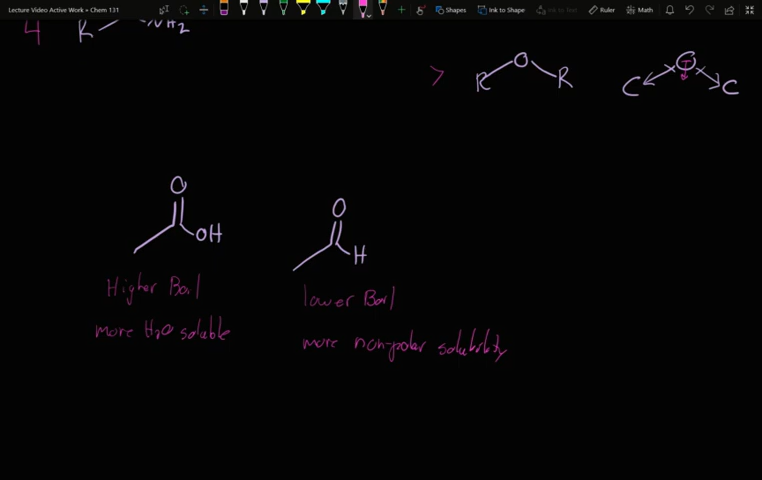 Lecture Video Active Work • Chem 131
Shapes Ink to Shape Ink to Text Ruler Math
4 R NH2
> R O R C O C
O
OH
O
H
Higher Boil
more H2O soluble
lower Boil
more non-polar solubility